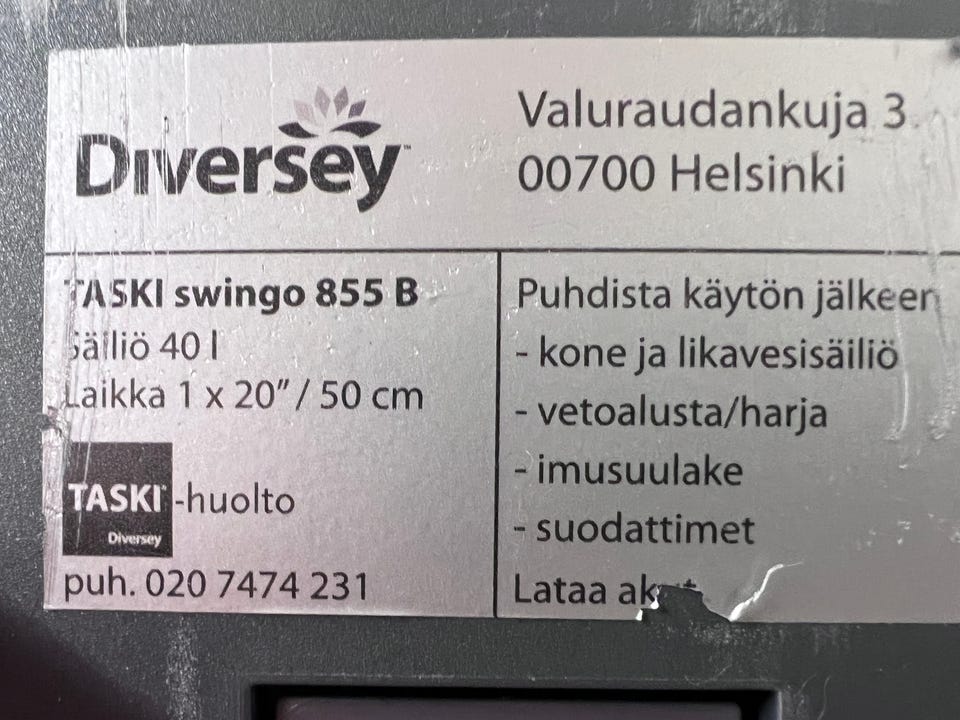 Diversey™
Valuraudankuja 3
00700 Helsinki
TASKI swingo 855 B
Säiliö 40 l
Laikka 1 x 20” / 50 cm
TASKI -huolto
Diversey
puh. 020 7474 231
Puhdista käytön jälkeen
- kone ja likavesisäiliö
- vetoalusta/harja
- imusuulake
- suodattimet
Lataa